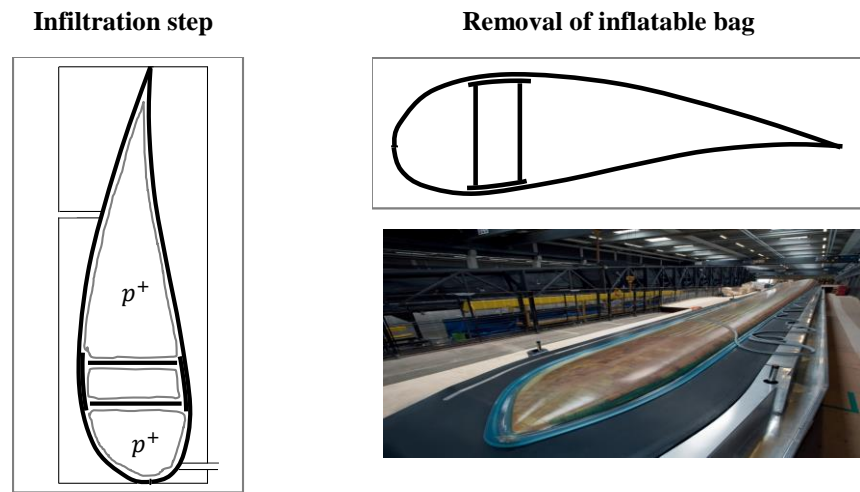 Infiltration step
Removal of inflatable bag
p⁺
p⁺